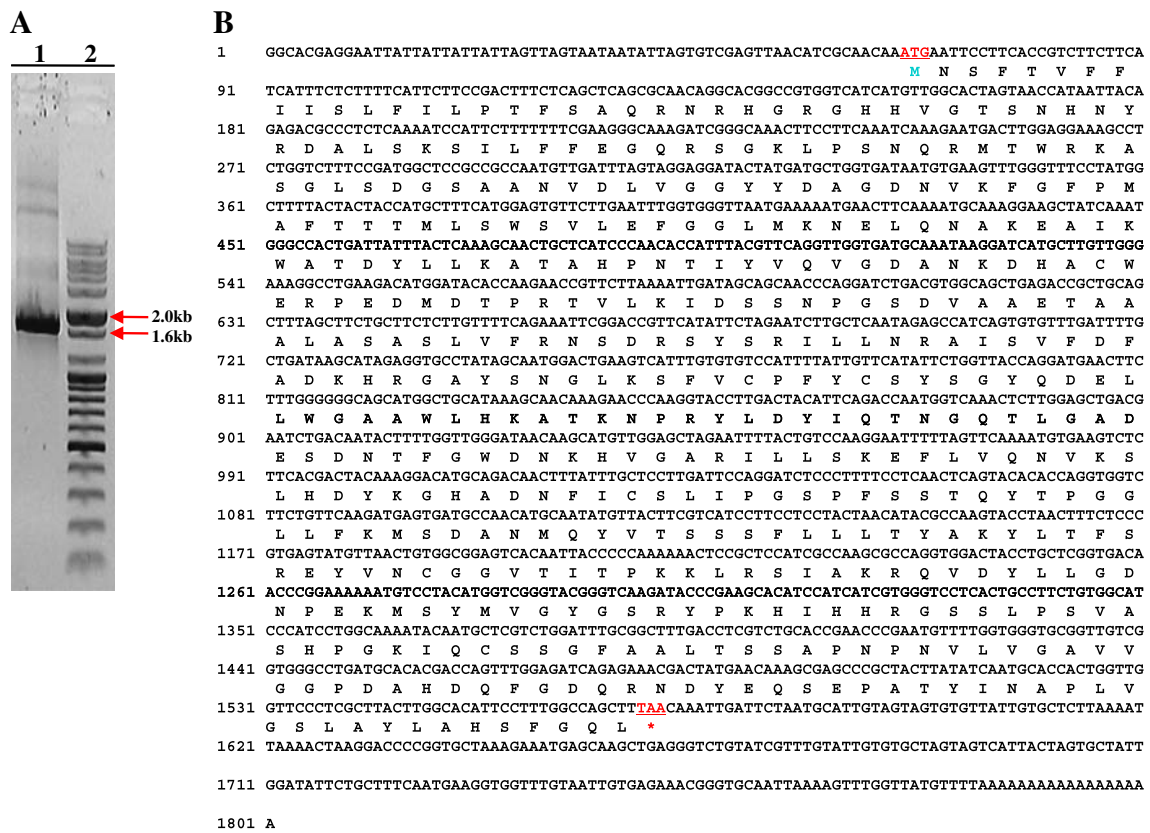 A
B
1 2
2.0kb
1.6kb
1 GGCACGAGGAATTATTATTATTATTAGTTAGTAATAATATTAGTGTCGAGTTAACATCGCAACAAATGAATTCCTTCACCGTCTTCTTCA
M N S F T V F F
91 TCATTTCTCTTTTCATTCTTCCGACTTTCTCAGCTCAGCGCAACAGGCACGGCCGTGGTCATCATGTTGGCACTAGTAACCATAATTACA
I I S L F I L P T F S A Q R N R H G R G H H V G T S N H N Y
181 GAGACGCCCTCTCAAAATCCATTCTTTTTTTCGAAGGGCAAAGATCGGGCAAACTTCCTTCAAATCAAAGAATGACTTGGAGGAAAGCCT
R D A L S K S I L F F E G Q R S G K L P S N Q R M T W R K A
271 CTGGTCTTTCCGATGGCTCCGCCGCCAATGTTGATTTAGTAGGAGGATACTATGATGCTGGTGATAATGTGAAGTTTGGGTTTCCTATGG
S G L S D G S A A N V D L V G G Y Y D A G D N V K F G F P M
361 CTTTTACTACTACCATGCTTTCATGGAGTGTTCTTGAATTTGGTGGGTTAATGAAAAATGAACTTCAAAATGCAAAGGAAGCTATCAAAT
A F T T T M L S W S V L E F G G L M K N E L Q N A K E A I K
451 GGGCCACTGATTATTTACTCAAAGCAACTGCTCATCCCAACACCATTTACGTTCAGGTTGGTGATGCAAATAAGGATCATGCTTGTTGGG
W A T D Y L L K A T A H P N T I Y V Q V G D A N K D H A C W
541 AAAGGCCTGAAGACATGGATACACCAAGAACCGTTCTTAAAATTGATAGCAGCAACCCAGGATCTGACGTGGCAGCTGAGACCGCTGCAG
E R P E D M D T P R T V L K I D S S N P G S D V A A E T A A
631 CTTTAGCTTCTGCTTCTCTTGTTTTCAGAAATTCGGACCGTTCATATTCTAGAATCTTGCTCAATAGAGCCATCAGTGTGTTTGATTTTG
A L A S A S L V F R N S D R S Y S R I L L N R A I S V F D F
721 CTGATAAGCATAGAGGTGCCTATAGCAATGGACTGAAGTCATTTGTGTGTCCATTTTATTGTTCATATTCTGGTTACCAGGATGAACTTC
A D K H R G A Y S N G L K S F V C P F Y C S Y S G Y Q D E L
811 TTTGGGGGGCAGCATGGCTGCATAAAGCAACAAAGAACCCAAGGTACCTTGACTACATTCAGACCAATGGTCAAACTCTTGGAGCTGACG
L W G A A W L H K A T K N P R Y L D Y I Q T N G Q T L G A D
901 AATCTGACAATACTTTTGGTTGGGATAACAAGCATGTTGGAGCTAGAATTTTACTGTCCAAGGAATTTTTAGTTCAAAATGTGAAGTCTC
E S D N T F G W D N K H V G A R I L L S K E F L V Q N V K S
991 TTCACGACTACAAAGGACATGCAGACAACTTTATTTGCTCCTTGATTCCAGGATCTCCCTTTTCCTCAACTCAGTACACACCAGGTGGTC
L H D Y K G H A D N F I C S L I P G S P F S S T Q Y T P G G
1081 TTCTGTTCAAGATGAGTGATGCCAACATGCAATATGTTACTTCGTCATCCTTCCTCCTACTAACATACGCCAAGTACCTAACTTTCTCCC
L L F K M S D A N M Q Y V T S S S F L L L T Y A K Y L T F S
1171 GTGAGTATGTTAACTGTGGCGGAGTCACAATTACCCCCAAAAAACTCCGCTCCATCGCCAAGCGCCAGGTGGACTACCTGCTCGGTGACA
R E Y V N C G G V T I T P K K L R S I A K R Q V D Y L L G D
1261 ACCCGGAAAAAATGTCCTACATGGTCGGGTACGGGTCAAGATACCCGAAGCACATCCATCATCGTGGGTCCTCACTGCCTTCTGTGGCAT
N P E K M S Y M V G Y G S R Y P K H I H H R G S S L P S V A
1351 CCCATCCTGGCAAAATACAATGCTCGTCTGGATTTGCGGCTTTGACCTCGTCTGCACCGAACCCGAATGTTTTGGTGGGTGCGGTTGTCG
S H P G K I Q C S S G F A A L T S S A P N P N V L V G A V V
1441 GTGGGCCTGATGCACACGACCAGTTTGGAGATCAGAGAAACGACTATGAACAAAGCGAGCCCGCTACTTATATCAATGCACCACTGGTTG
G G P D A H D Q F G D Q R N D Y E Q S E P A T Y I N A P L V
1531 GTTCCCTCGCTTACTTGGCACATTCCTTTGGCCAGCTTTAACAAATTGATTCTAATGCATTGTAGTAGTGTGTTATTGTGCTCTTAAAAT
G S L A Y L A H S F G Q L *
1621 TAAAACTAAGGACCCCGGTGCTAAAGAAATGAGCAAGCTGAGGGTCTGTATCGTTTGTATTGTGTGCTAGTAGTCATTACTAGTGCTATT
1711 GGATATTCTGCTTTCAATGAAGGTGGTTTGTAATTGTGAGAAACGGGTGCAATTAAAAGTTTGGTTATGTTTTAAAAAAAAAAAAAAAAA
1801 A